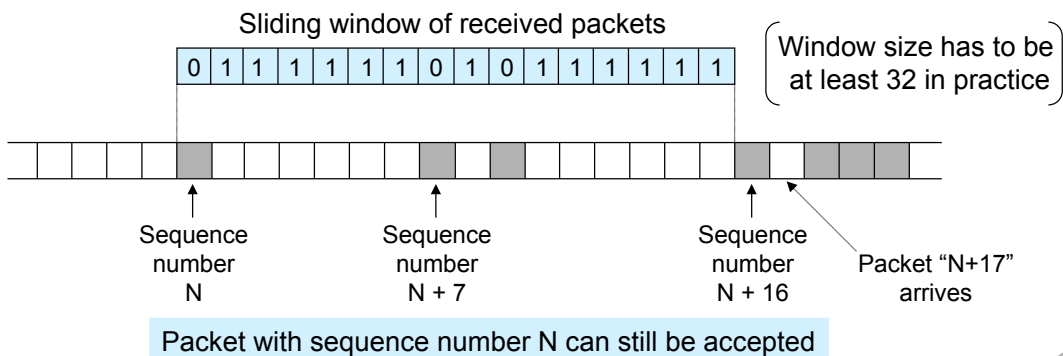 Sliding window of received packets
0 1 1 1 1 1 1 0 1 0 1 1 1 1 1 1
Window size has to be
at least 32 in practice
Sequence
number
N
Sequence
number
N + 7
Sequence
number
N + 16
Packet “N+17”
arrives
Packet with sequence number N can still be accepted